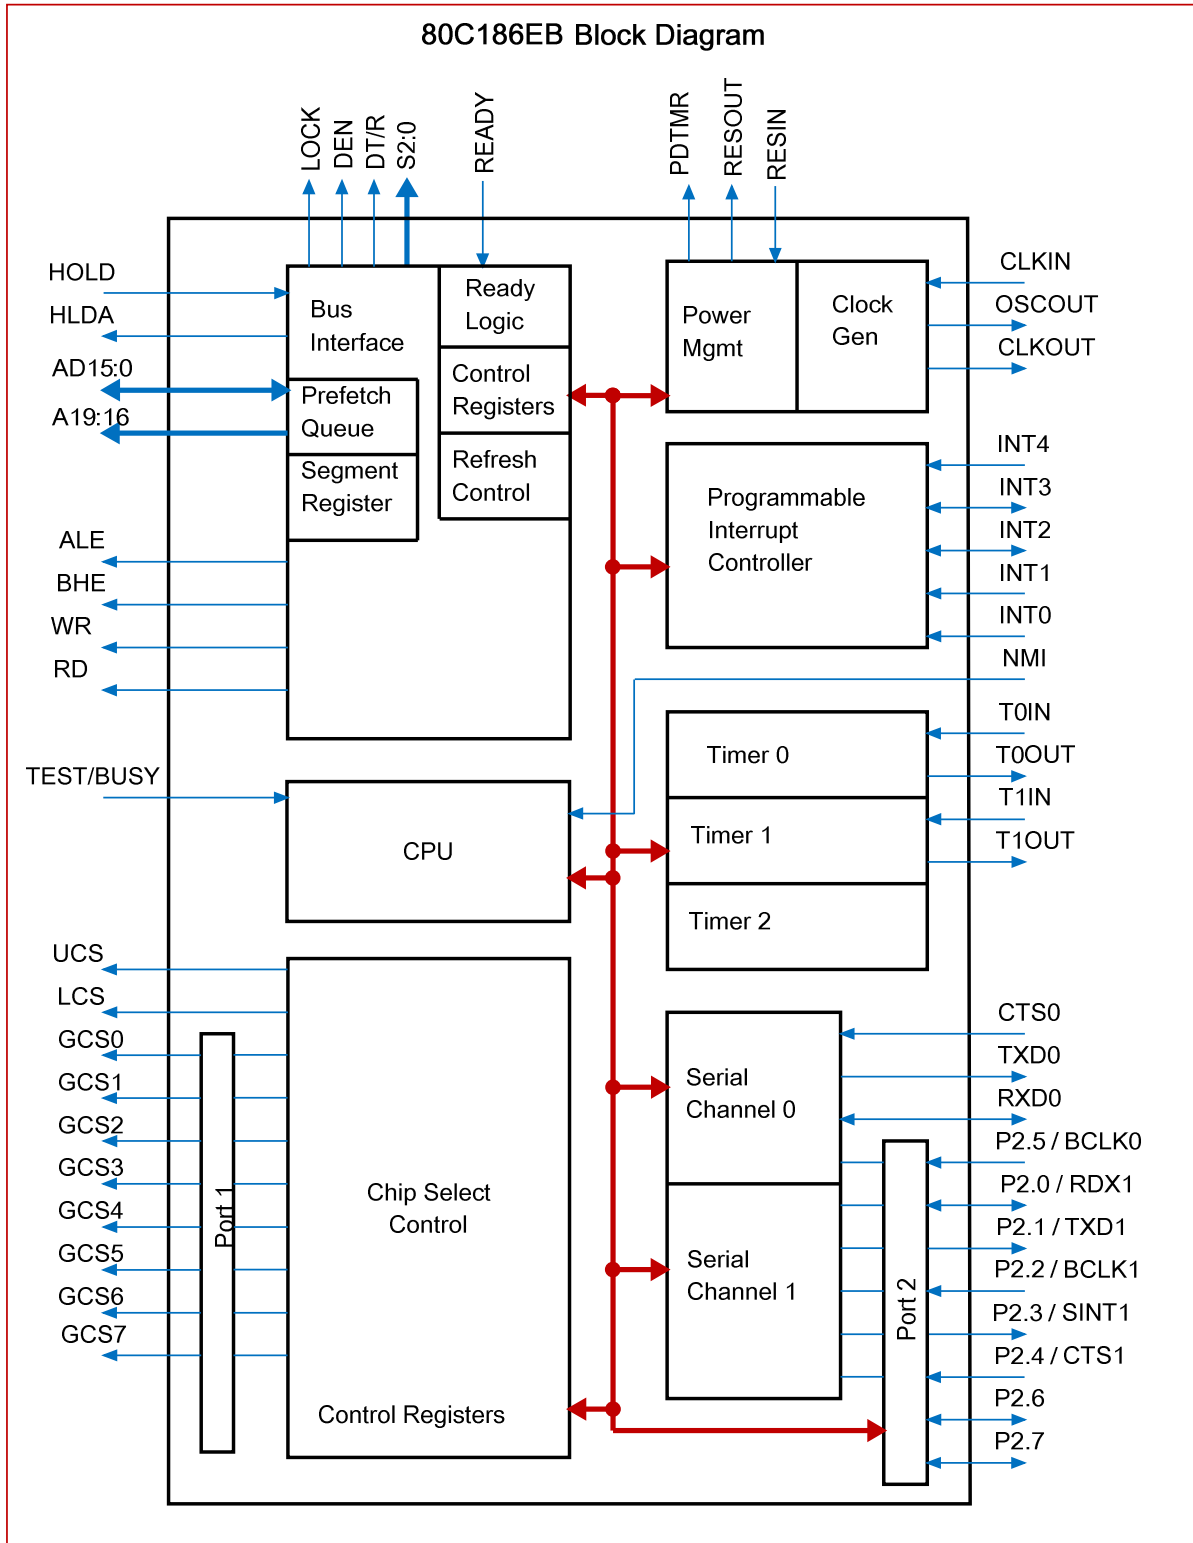 80C186EB Block Diagram
LOCK
DEN
DT/R
S2:0
READY
PDTMR
RESOUT
RESIN
HOLD
HLDA
AD15:0
A19:16
ALE
BHE
WR
RD
TEST/BUSY
UCS
LCS
GCS0
GCS1
GCS2
GCS3
GCS4
GCS5
GCS6
GCS7
Port 1
Bus
Interface
Ready
Logic
Prefetch
Queue
Control
Registers
Segment
Register
Refresh
Control
CPU
Chip Select
Control
Control Registers
Power
Mgmt
Clock
Gen
Programmable
Interrupt
Controller
Timer 0
Timer 1
Timer 2
Serial
Channel 0
Serial
Channel 1
Port 2
CLKIN
OSCOUT
CLKOUT
INT4
INT3
INT2
INT1
INT0
NMI
T0IN
T0OUT
T1IN
T1OUT
CTS0
TXD0
RXD0
P2.5 / BCLK0
P2.0 / RDX1
P2.1 / TXD1
P2.2 / BCLK1
P2.3 / SINT1
P2.4 / CTS1
P2.6
P2.7